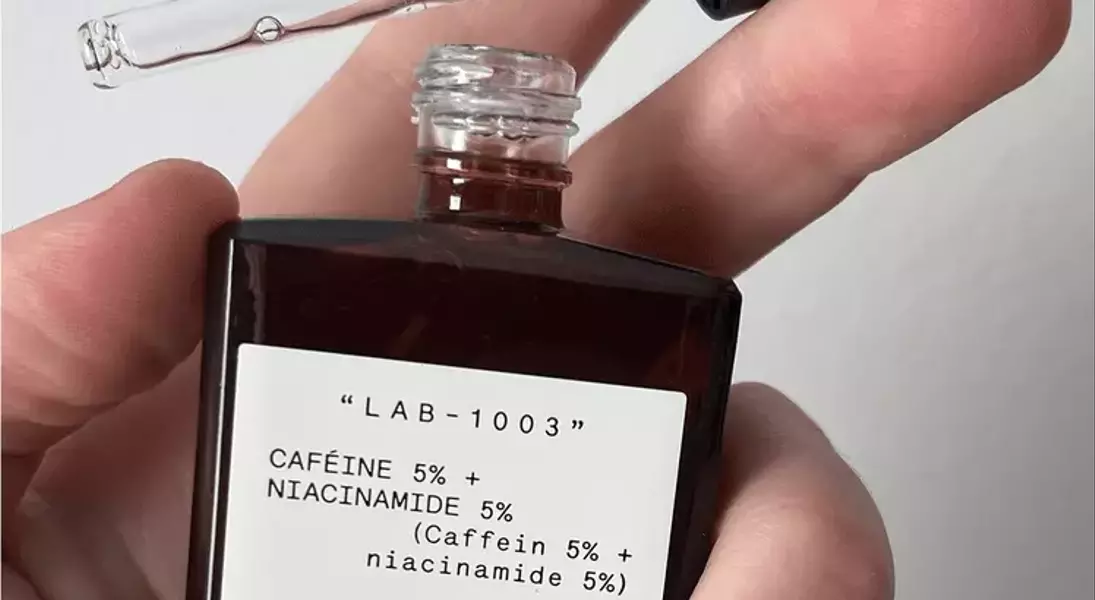 “LAB-1003”
CAFÉINE 5% +
NIACINAMIDE 5%
(Caffein 5% +
niacinamide 5%)